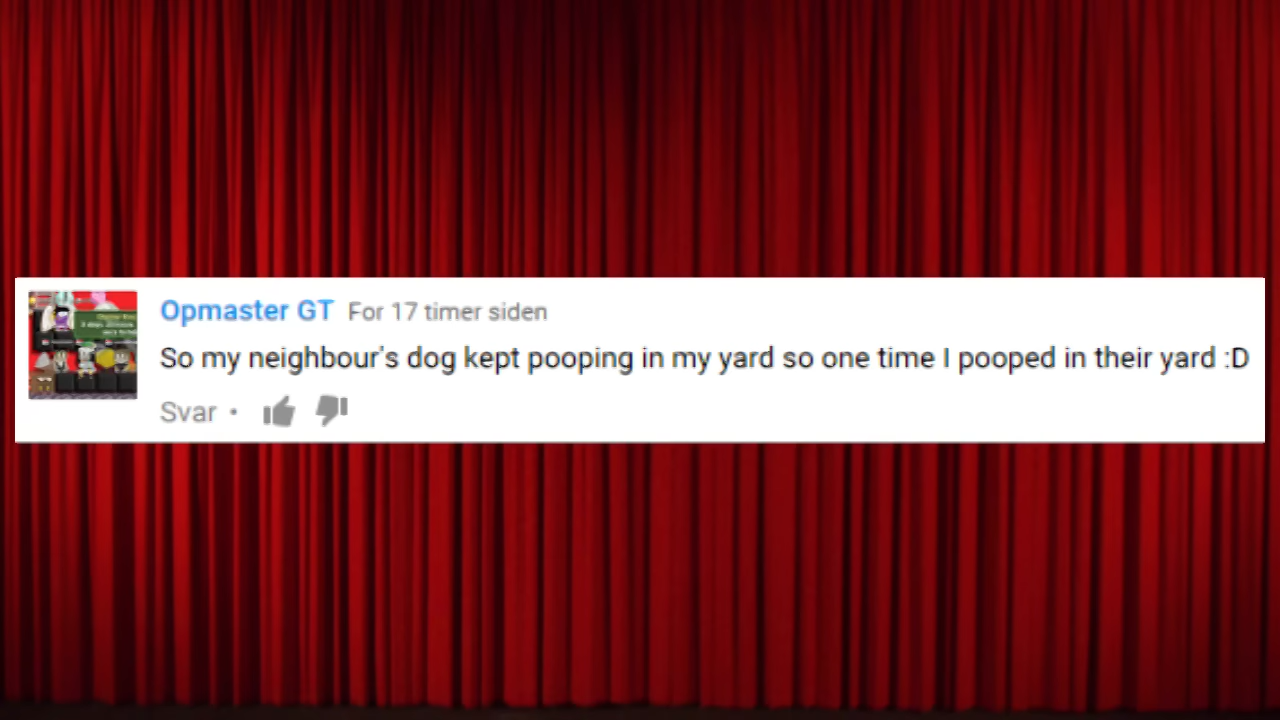 Opmaster GT For 17 timer siden
So my neighbour's dog kept pooping in my yard so one time I pooped in their yard :D
Svar •